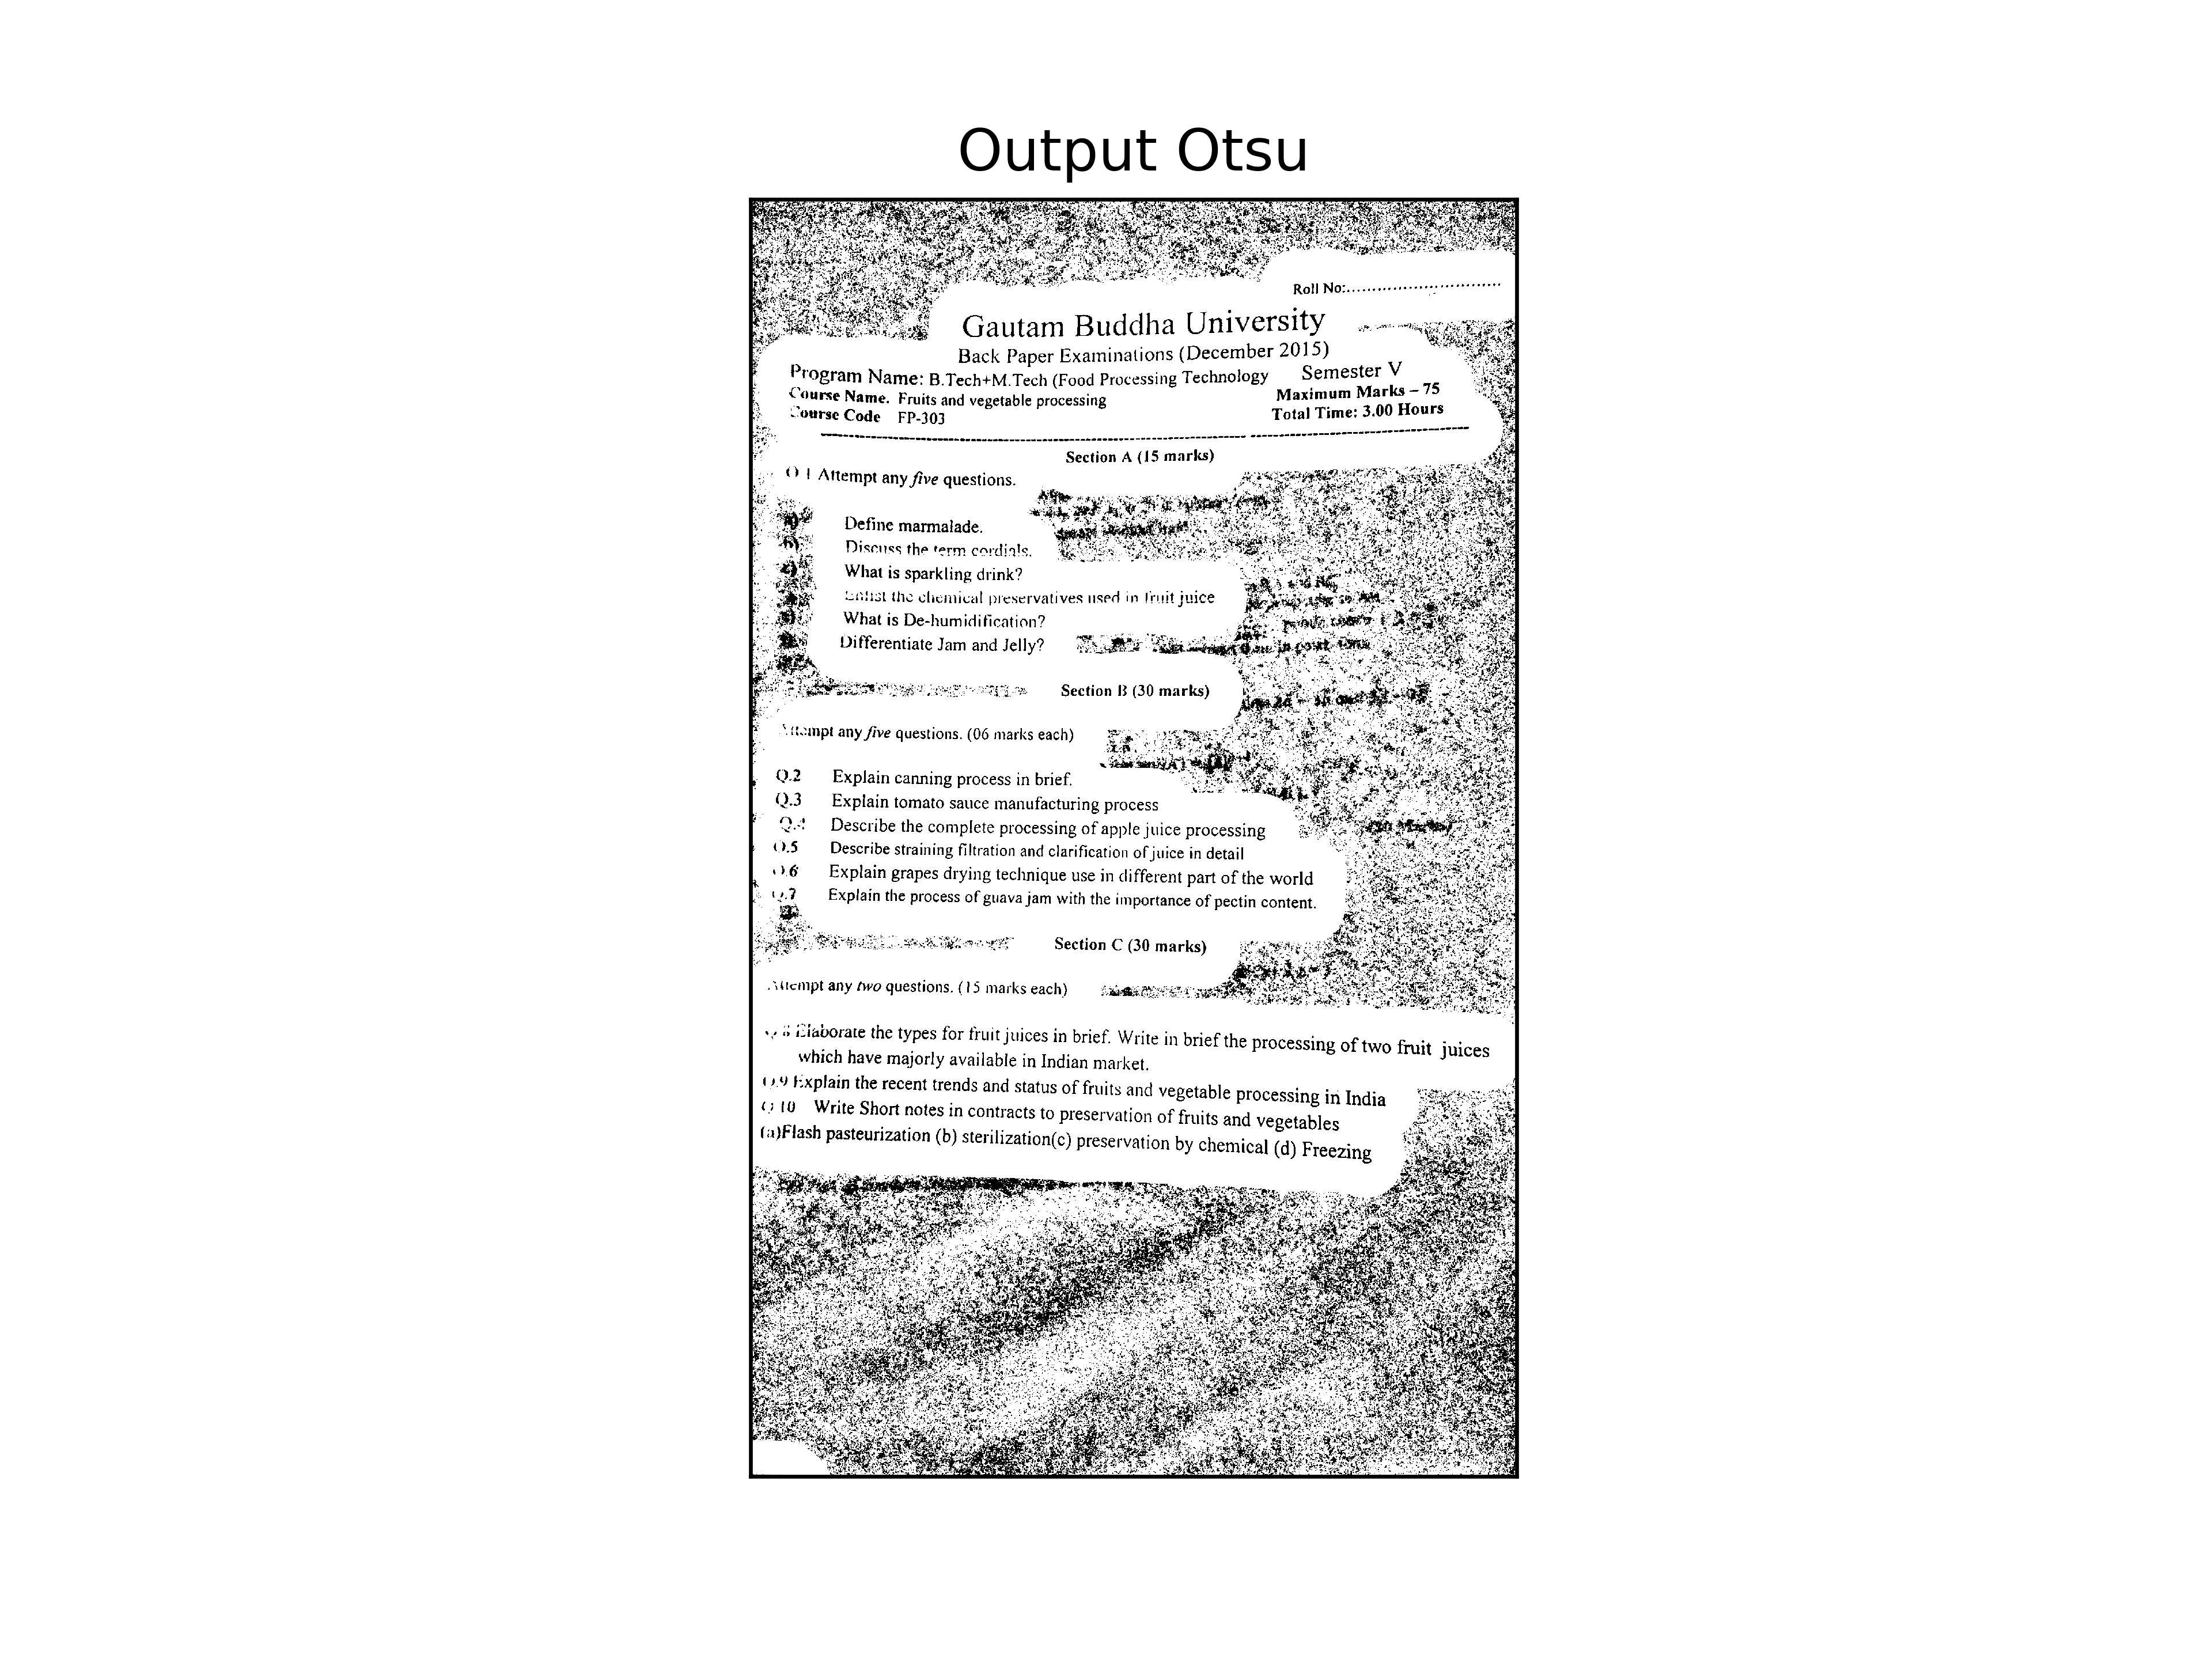 Output Otsu
Roll No:..............................
Gautam Buddha University
Back Paper Examinations (December 2015)
Program Name: B.Tech+M.Tech (Food Processing Technology Semester V
Course Name. Fruits and vegetable processing Maximum Marks – 75
Course Code FP-303 Total Time: 3.00 Hours
Section A (15 marks)
Q 1 Attempt any five questions.
Define marmalade.
b) Discuss the term cordials.
c) What is sparkling drink?
Enlist the chemical preservatives used in fruit juice
What is De-humidification?
Differentiate Jam and Jelly?
Section B (30 marks)
Attempt any five questions. (06 marks each)
Q.2 Explain canning process in brief.
Q.3 Explain tomato sauce manufacturing process
Q.4 Describe the complete processing of apple juice processing
Q.5 Describe straining filtration and clarification of juice in detail
Q.6 Explain grapes drying technique use in different part of the world
Q.7 Explain the process of guava jam with the importance of pectin content.
Section C (30 marks)
Attempt any two questions. (15 marks each)
Q 8 Elaborate the types for fruit juices in brief. Write in brief the processing of two fruit juices
which have majorly available in Indian market.
Q.9 Explain the recent trends and status of fruits and vegetable processing in India
Q 10 Write Short notes in contracts to preservation of fruits and vegetables
(a)Flash pasteurization (b) sterilization(c) preservation by chemical (d) Freezing